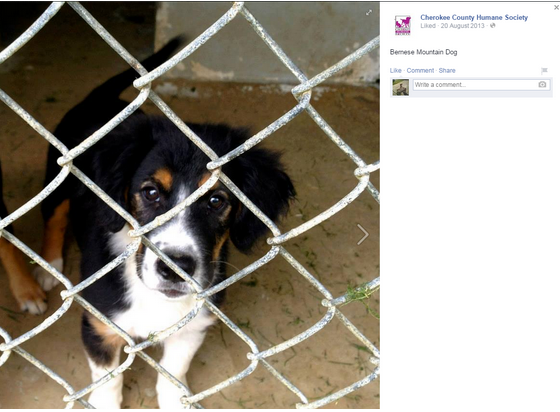 Cherokee County Humane Society
Liked · 20 August 2013 ·
Bernese Mountain Dog
Like · Comment · Share
Write a comment...